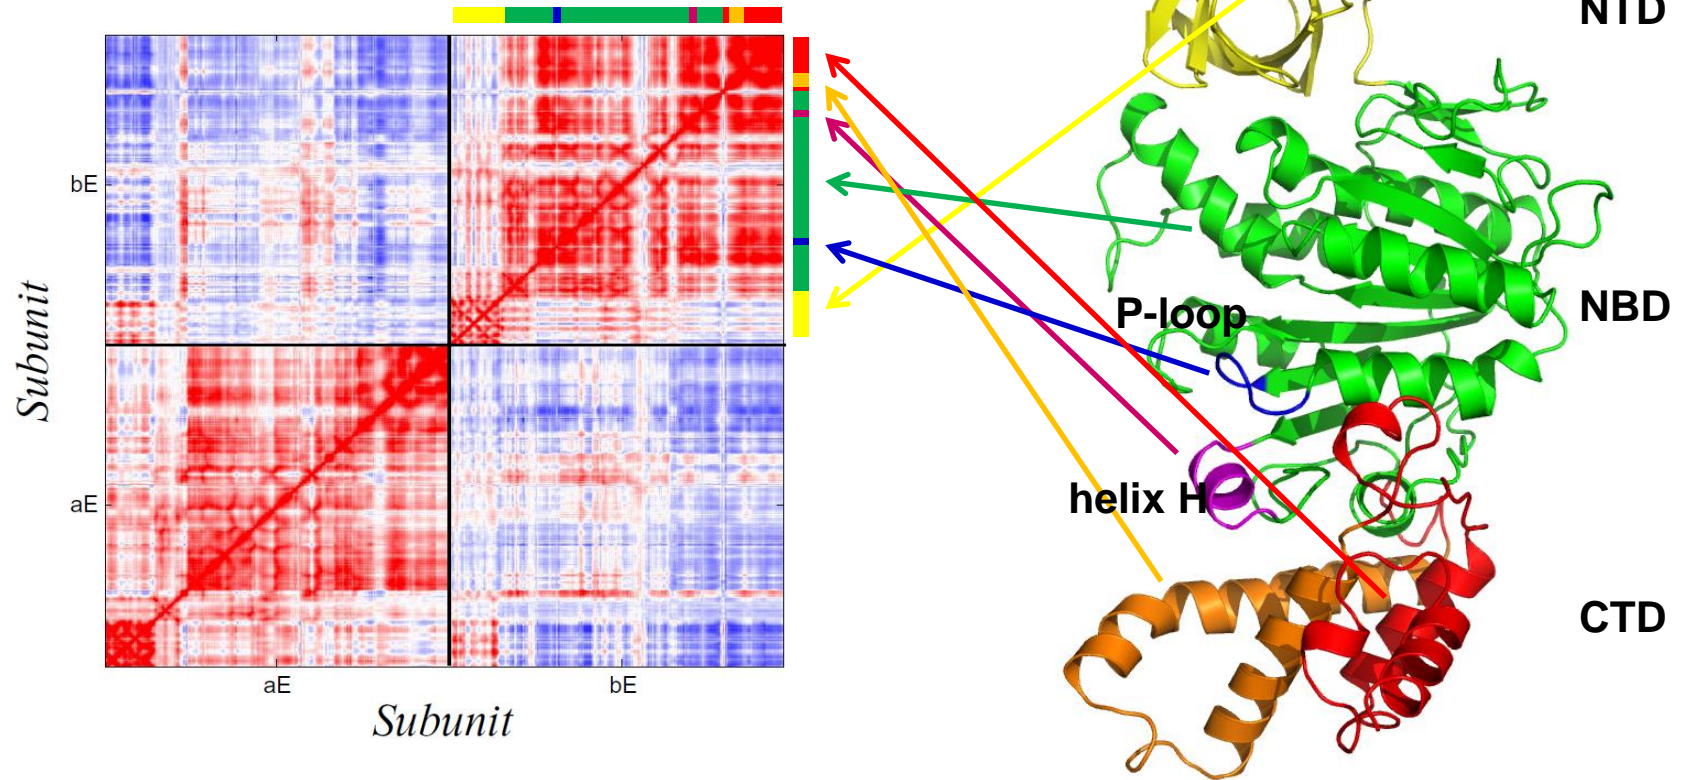 NTD
bE
Subunit
P-loop
NBD
helix H
aE
CTD
aE
bE
Subunit